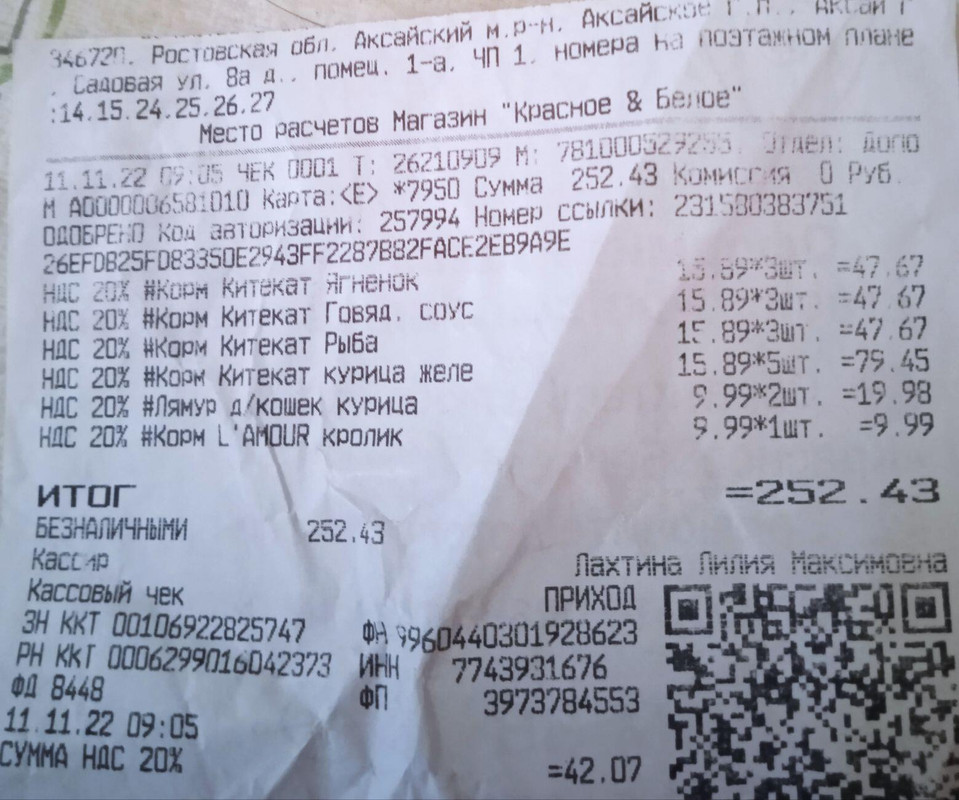 346720, Ростовская обл, Аксайский м.р-н, Аксайское г.п., Аксай г
, Садовая ул, 8а д., помещ. 1-а, ЧП 1, номера на поэтажном плане
:14.15.24.25.26.27
Место расчетов Магазин "Красное & Белое"
11.11.22 09:05 ЧЕК 0001 Т: 26210909 М: 781000529255, Отдел: допо
М A0000006581010 Карта:<E> *7950 Сумма 252.43 Комиссия 0 Руб.
ОДОБРЕНО Код авторизации: 257994 Номер ссылки: 231580383751
26EFDB25FD83350E2943FF2287B82FACE2EB9A9E
НДС 20% #Корм Китекат Ягненок 15.89*3шт. =47.67
НДС 20% #Корм Китекат Говяд. соус 15.89*3шт. =47.67
НДС 20% #Корм Китекат Рыба 15.89*3шт. =47.67
НДС 20% #Корм Китекат курица желе 15.89*5шт. =79.45
НДС 20% #Лямур д/кошек курица 9.99*2шт. =19.98
НДС 20% #Корм L'AMOUR кролик 9.99*1шт. =9.99
ИТОГ =252.43
БЕЗНАЛИЧНЫМИ 252.43
Кассир Лахтина Лилия Максимовна
Кассовый чек ПРИХОД
ЗН ККТ 00106922825747 ФН 9960440301928623
РН ККТ 0006299016042373 ИНН 7743931676
ФД 8448 ФП 3973784553
11.11.22 09:05
СУММА НДС 20% =42.07